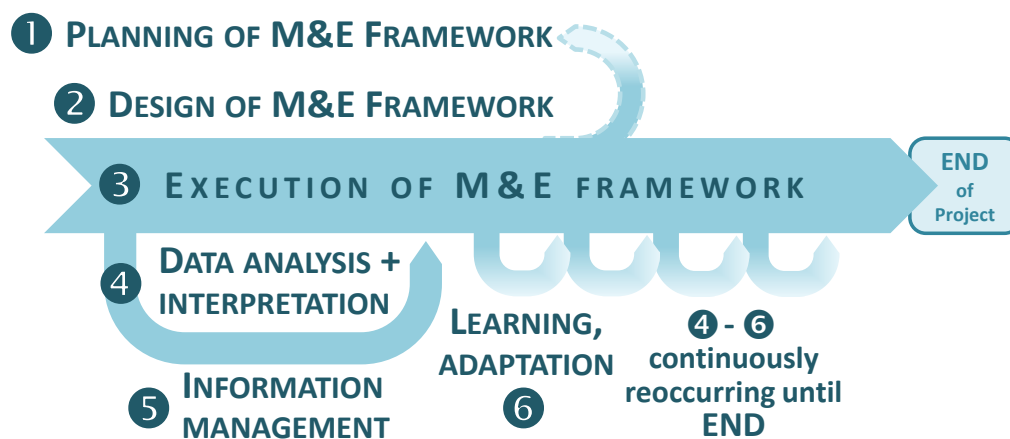 ❶ PLANNING OF M&E FRAMEWORK
❷ DESIGN OF M&E FRAMEWORK
❸ EXECUTION OF M&E FRAMEWORK
END
of
Project
❹ DATA ANALYSIS +
INTERPRETATION
❺ INFORMATION
MANAGEMENT
LEARNING,
ADAPTATION
❻
❹ - ❻
continuously
reoccurring until
END